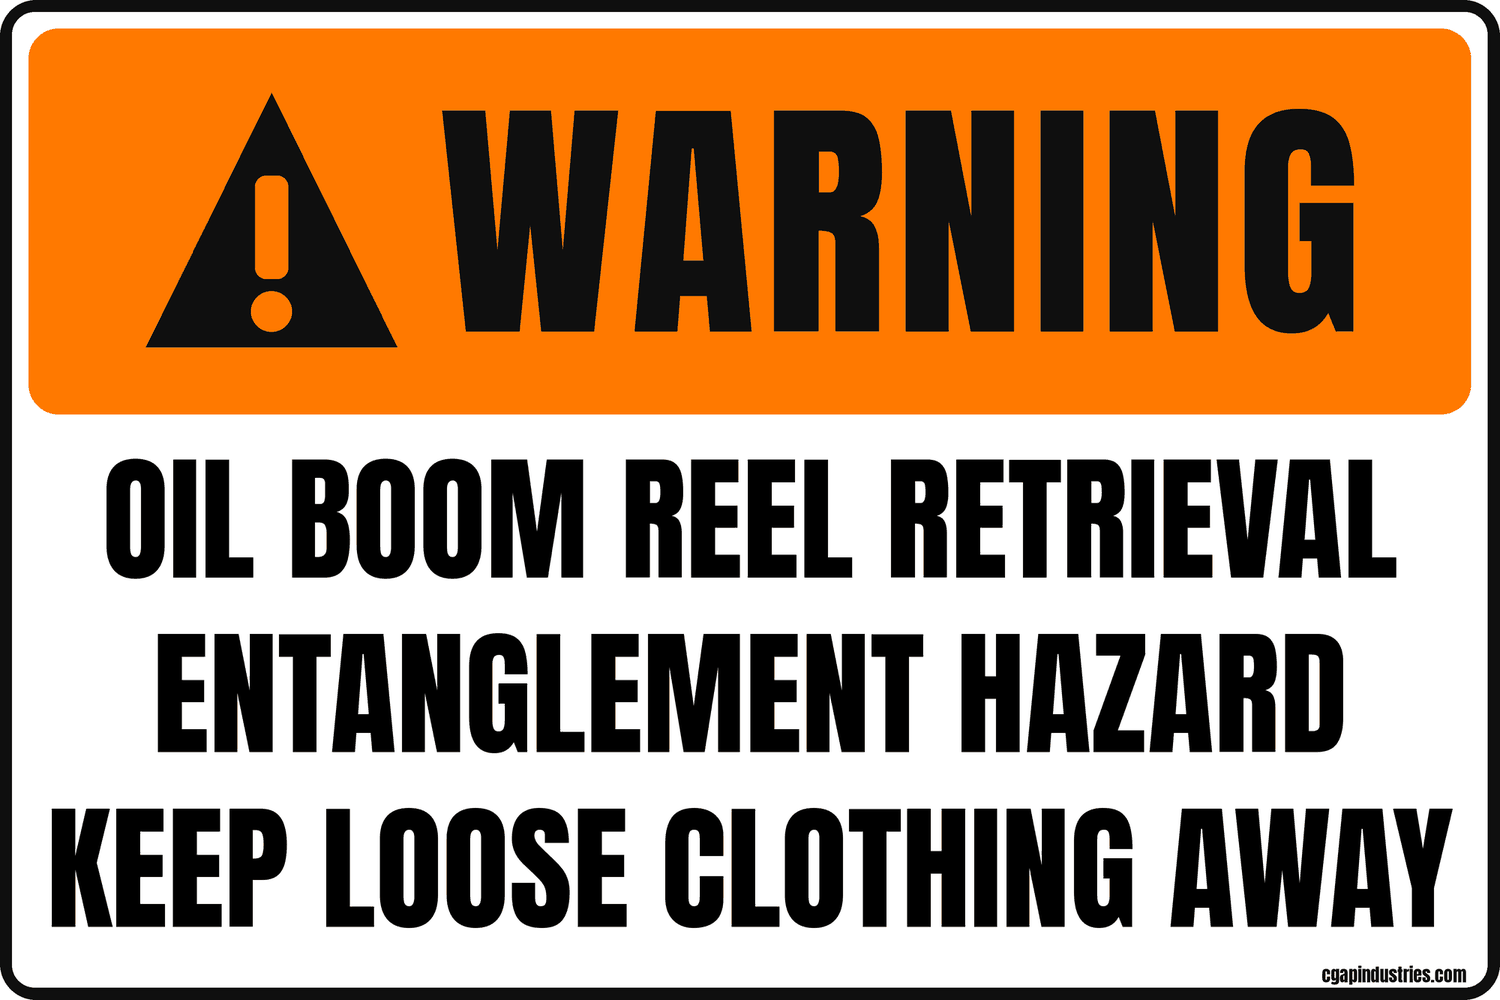 WARNING
OIL BOOM REEL RETRIEVAL
ENTANGLEMENT HAZARD
KEEP LOOSE CLOTHING AWAY
cgapindustries.com